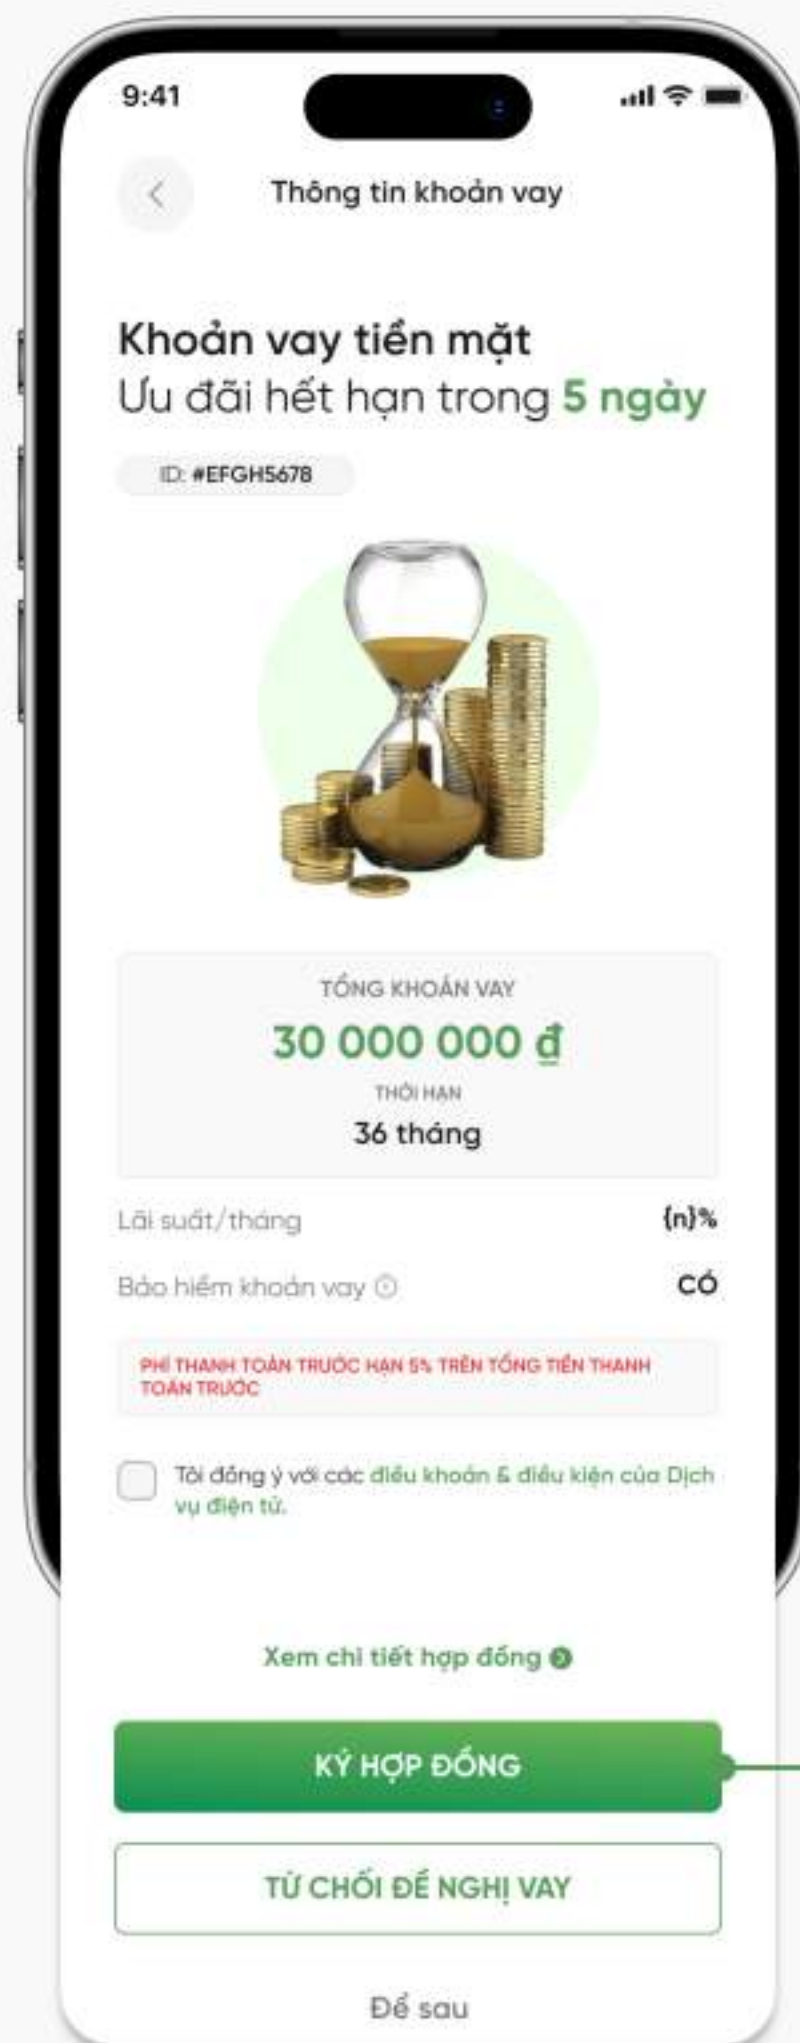 9:41
Thông tin khoản vay
Khoản vay tiền mặt
Ưu đãi hết hạn trong 5 ngày
ID: #EFGH5678
TỔNG KHOẢN VAY
30 000 000 ₫
THỜI HẠN
36 tháng
Lãi suất/tháng
{n}%
Bảo hiểm khoản vay
CÓ
PHÍ THANH TOÁN TRƯỚC HẠN 5% TRÊN TỔNG TIỀN THANH
TOÁN TRƯỚC
Tôi đồng ý với các điều khoản & điều kiện của Dịch
vụ điện tử.
Xem chi tiết hợp đồng
KÝ HỢP ĐỒNG
TỪ CHỐI ĐỀ NGHỊ VAY
Để sau